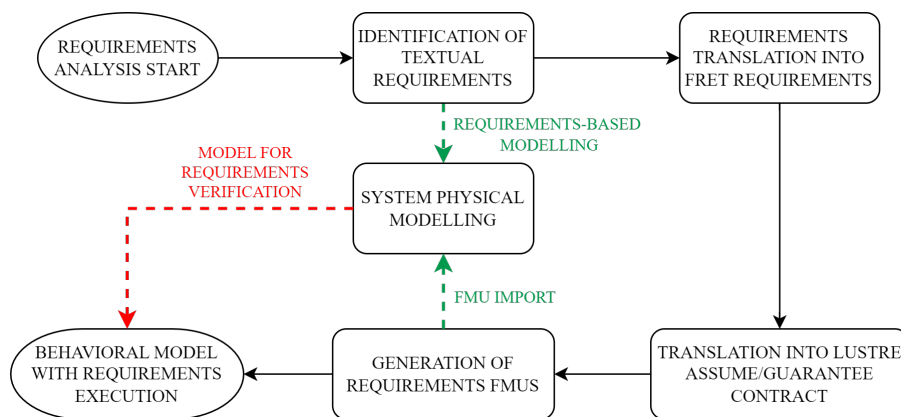 REQUIREMENTS
ANALYSIS START
IDENTIFICATION OF
TEXTUAL
REQUIREMENTS
REQUIREMENTS
TRANSLATION INTO
FRET REQUIREMENTS
REQUIREMENTS-BASED
MODELLING
MODEL FOR
REQUIREMENTS
VERIFICATION
SYSTEM PHYSICAL
MODELLING
FMU IMPORT
BEHAVIORAL MODEL
WITH REQUIREMENTS
EXECUTION
GENERATION OF
REQUIREMENTS FMUS
TRANSLATION INTO LUSTRE
ASSUME/GUARANTEE
CONTRACT